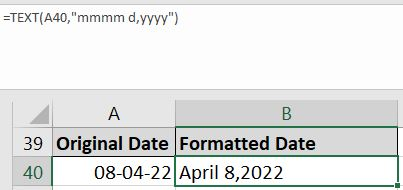 =TEXT(A40,"mmmm d,yyyy")
A B
39 Original Date Formatted Date
40 08-04-22 April 8,2022